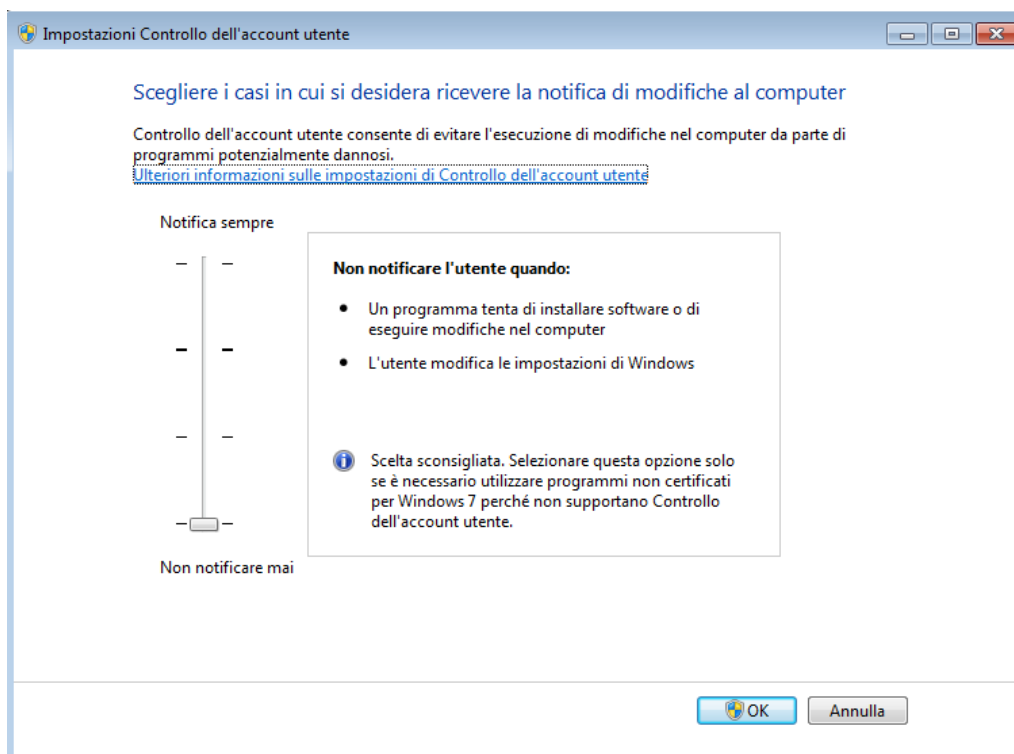 Impostazioni Controllo dell'account utente
Scegliere i casi in cui si desidera ricevere la notifica di modifiche al computer
Controllo dell'account utente consente di evitare l'esecuzione di modifiche nel computer da parte di
programmi potenzialmente dannosi.
Ulteriori informazioni sulle impostazioni di Controllo dell'account utente
Notifica sempre
Non notificare l'utente quando:
• Un programma tenta di installare software o di
eseguire modifiche nel computer
• L'utente modifica le impostazioni di Windows
Scelta sconsigliata. Selezionare questa opzione solo
se è necessario utilizzare programmi non certificati
per Windows 7 perché non supportano Controllo
dell'account utente.
Non notificare mai
OK
Annulla